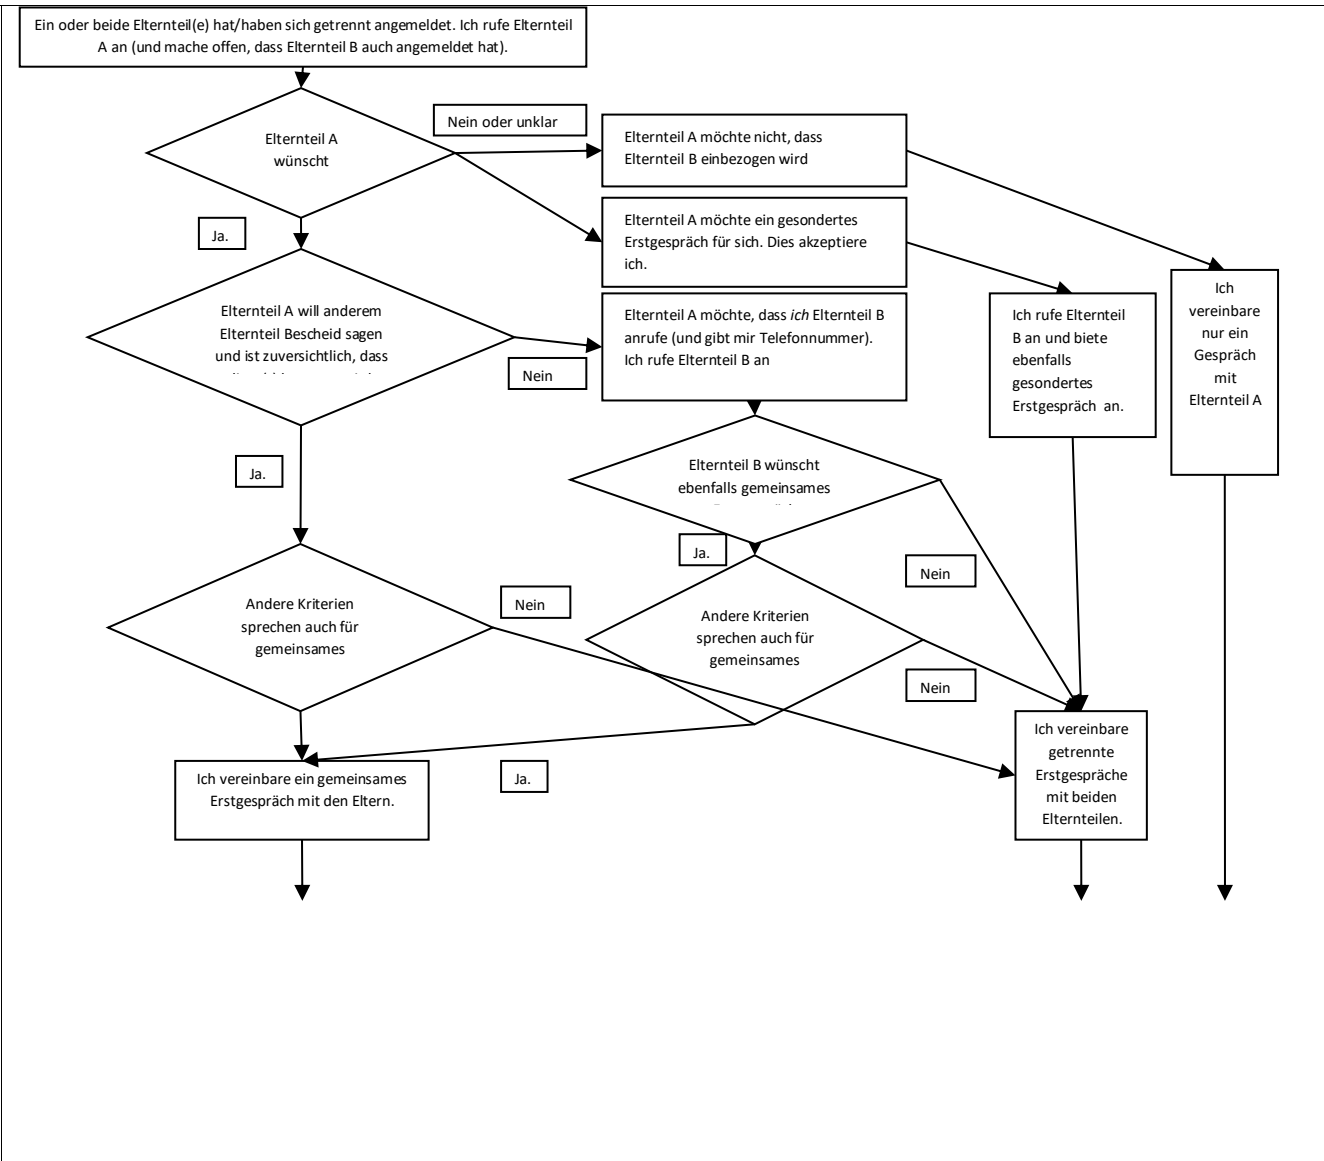 Ein oder beide Elternteil(e) hat/haben sich getrennt angemeldet. Ich rufe Elternteil
A an (und mache offen, dass Elternteil B auch angemeldet hat).
Elternteil A
wünscht
Nein oder unklar
Elternteil A möchte nicht, dass
Elternteil B einbezogen wird
Ja.
Elternteil A möchte ein gesondertes
Erstgespräch für sich. Dies akzeptiere
ich.
Elternteil A will anderem
Elternteil Bescheid sagen
und ist zuversichtlich, dass
Nein
Elternteil A möchte, dass ich Elternteil B
anrufe (und gibt mir Telefonnummer).
Ich rufe Elternteil B an
Ich rufe Elternteil
B an und biete
ebenfalls
gesondertes
Erstgespräch an.
Ich
vereinbare
nur ein
Gespräch
mit
Elternteil A
Ja.
Elternteil B wünscht
ebenfalls gemeinsames
Ja.
Nein
Andere Kriterien
sprechen auch für
gemeinsames
Nein
Andere Kriterien
sprechen auch für
gemeinsames
Nein
Ich vereinbare ein gemeinsames
Erstgespräch mit den Eltern.
Ja.
Ich vereinbare
getrennte
Erstgespräche
mit beiden
Elternteilen.